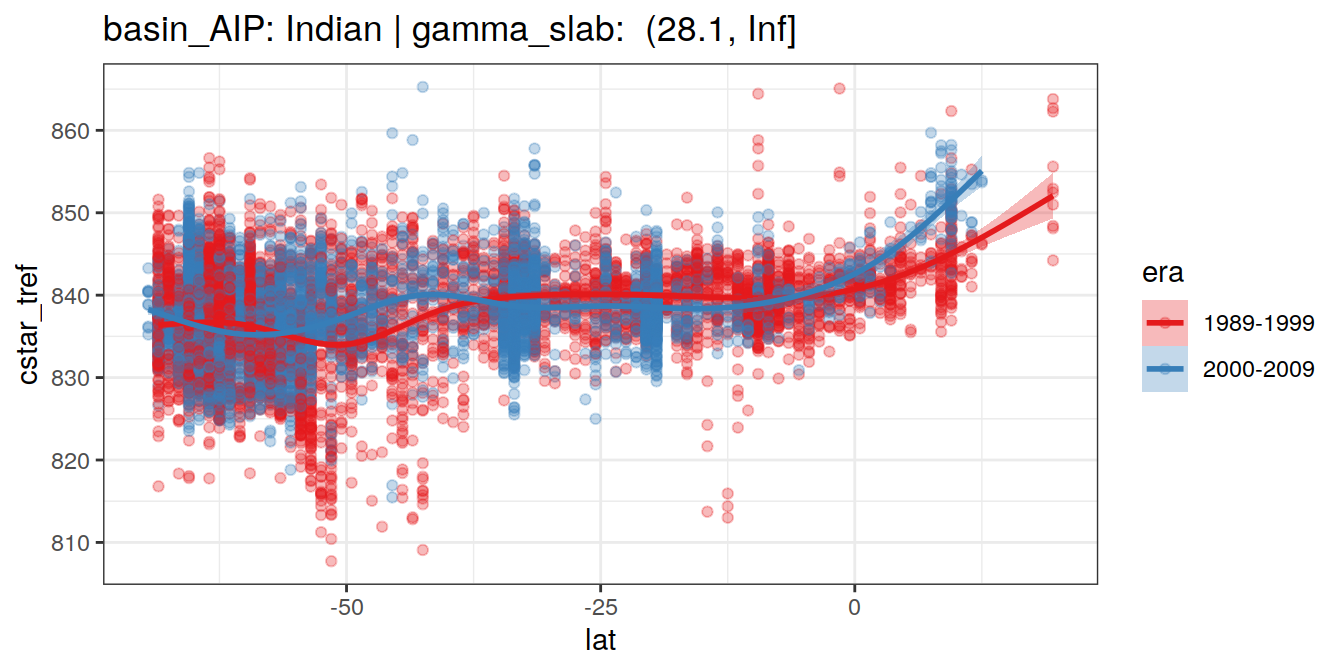 basin_AIP: Indian | gamma_slab:  (28.1, Inf]
860
850
840
830
820
810
cstar_tref
-50
-25
0
lat
era
1989-1999
2000-2009